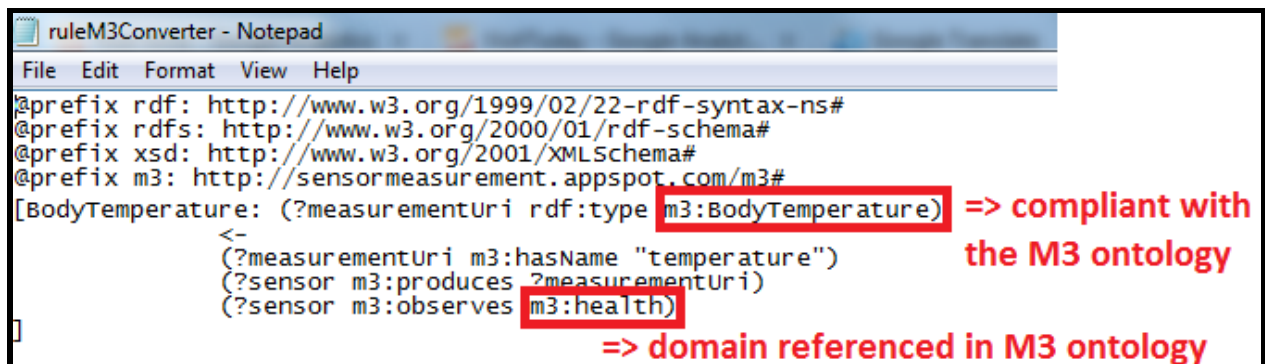 ruleM3Converter - Notepad
File Edit Format View Help
@prefix rdf: http://www.w3.org/1999/02/22-rdf-syntax-ns#
@prefix rdfs: http://www.w3.org/2000/01/rdf-schema#
@prefix xsd: http://www.w3.org/2001/XMLSchema#
@prefix m3: http://sensormeasurement.appspot.com/m3#
[BodyTemperature: (?measurementUri rdf:type m3:BodyTemperature) => compliant with
<- the M3 ontology
(?measurementUri m3:hasName "temperature")
(?sensor m3:produces ?measurementUri)
(?sensor m3:observes m3:health)
]
=> domain referenced in M3 ontology